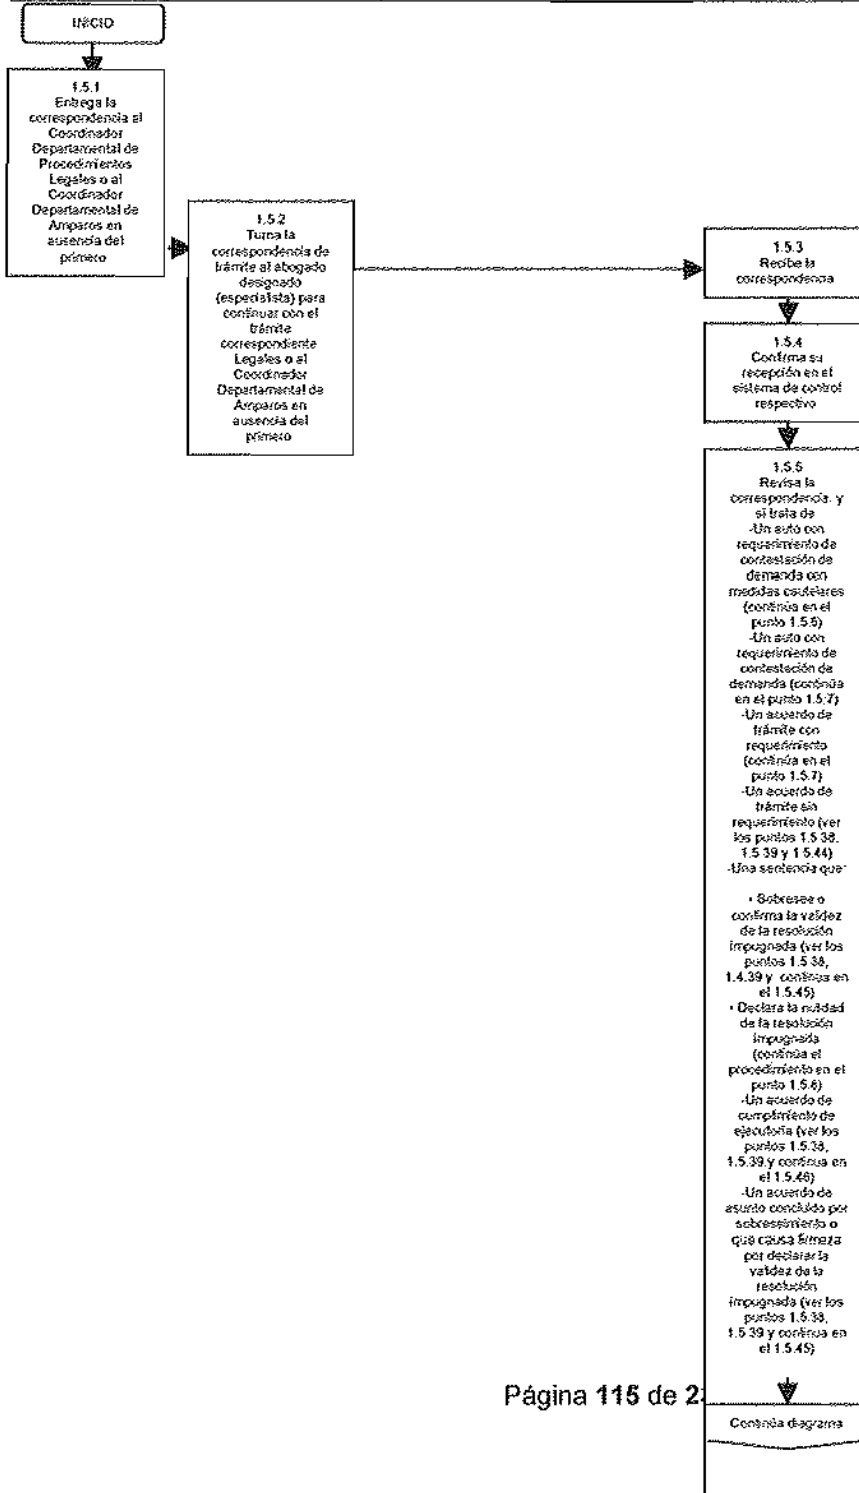 INICIO
1.5.1
Entrega la
correspondencia al
Coordinador
Departamental de
Procedimientos
Legales o al
Coordinador
Departamental de
Amparos en
ausencia del
primero
1.5.2
Turna la
correspondencia de
trámite al abogado
designado
(especialista) para
continuar con el
trámite
correspondiente
Legales o al
Coordinador
Departamental de
Amparos en
ausencia del
primero
1.5.3
Recibe la
correspondencia
1.5.4
Confirma su
recepción en el
sistema de control
respectivo
1.5.5
Revisa la
correspondencia, y
si trata de
-Un auto con
requerimiento de
contestación de
demanda con
medidas cautelares
(continúa en el
punto 1.5.6)
-Un auto con
requerimiento de
contestación de
demanda (continúa
en el punto 1.5.7)
-Un acuerdo de
trámite con
requerimiento
(continúa en el
punto 1.5.7)
-Un acuerdo de
trámite sin
requerimiento (ver
los puntos 1.5.38,
1.5.39 y 1.5.44)
-Una sentencia que:
• Sobresee o
confirma la validez
de la resolución
impugnada (ver los
puntos 1.5.38,
1.4.39 y continua en
el 1.5.45)
• Declara la nulidad
de la resolución
impugnada
(continúa el
procedimiento en el
punto 1.5.6)
-Un acuerdo de
cumplimiento de
ejecutoria (ver los
puntos 1.5.38,
1.5.39 y continua en
el 1.5.46)
-Un acuerdo de
asunto concluido por
sobreseimiento o
que causa firmeza
por declarar la
validez de la
resolución
impugnada (ver los
puntos 1.5.38,
1.5.39 y continua en
el 1.5.45)
Página 115 de 2
Continúa diagrama